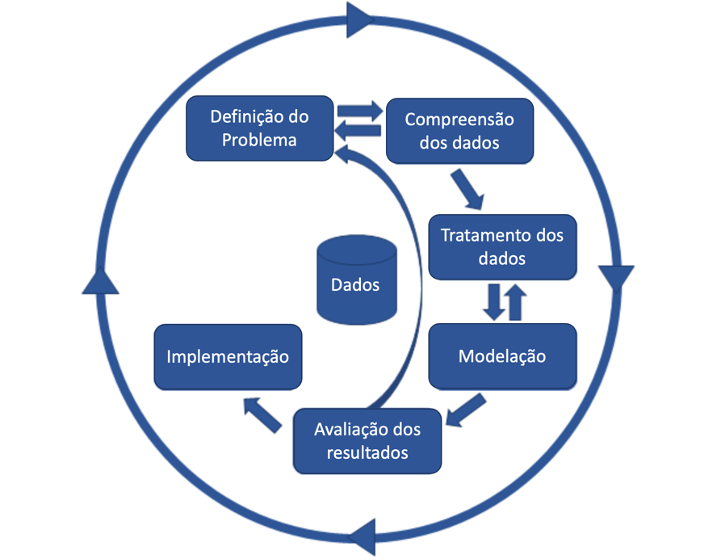 Definição do
Problema
Compreensão
dos dados
Tratamento dos
dados
Dados
Modelação
Implementação
Avaliação dos
resultados